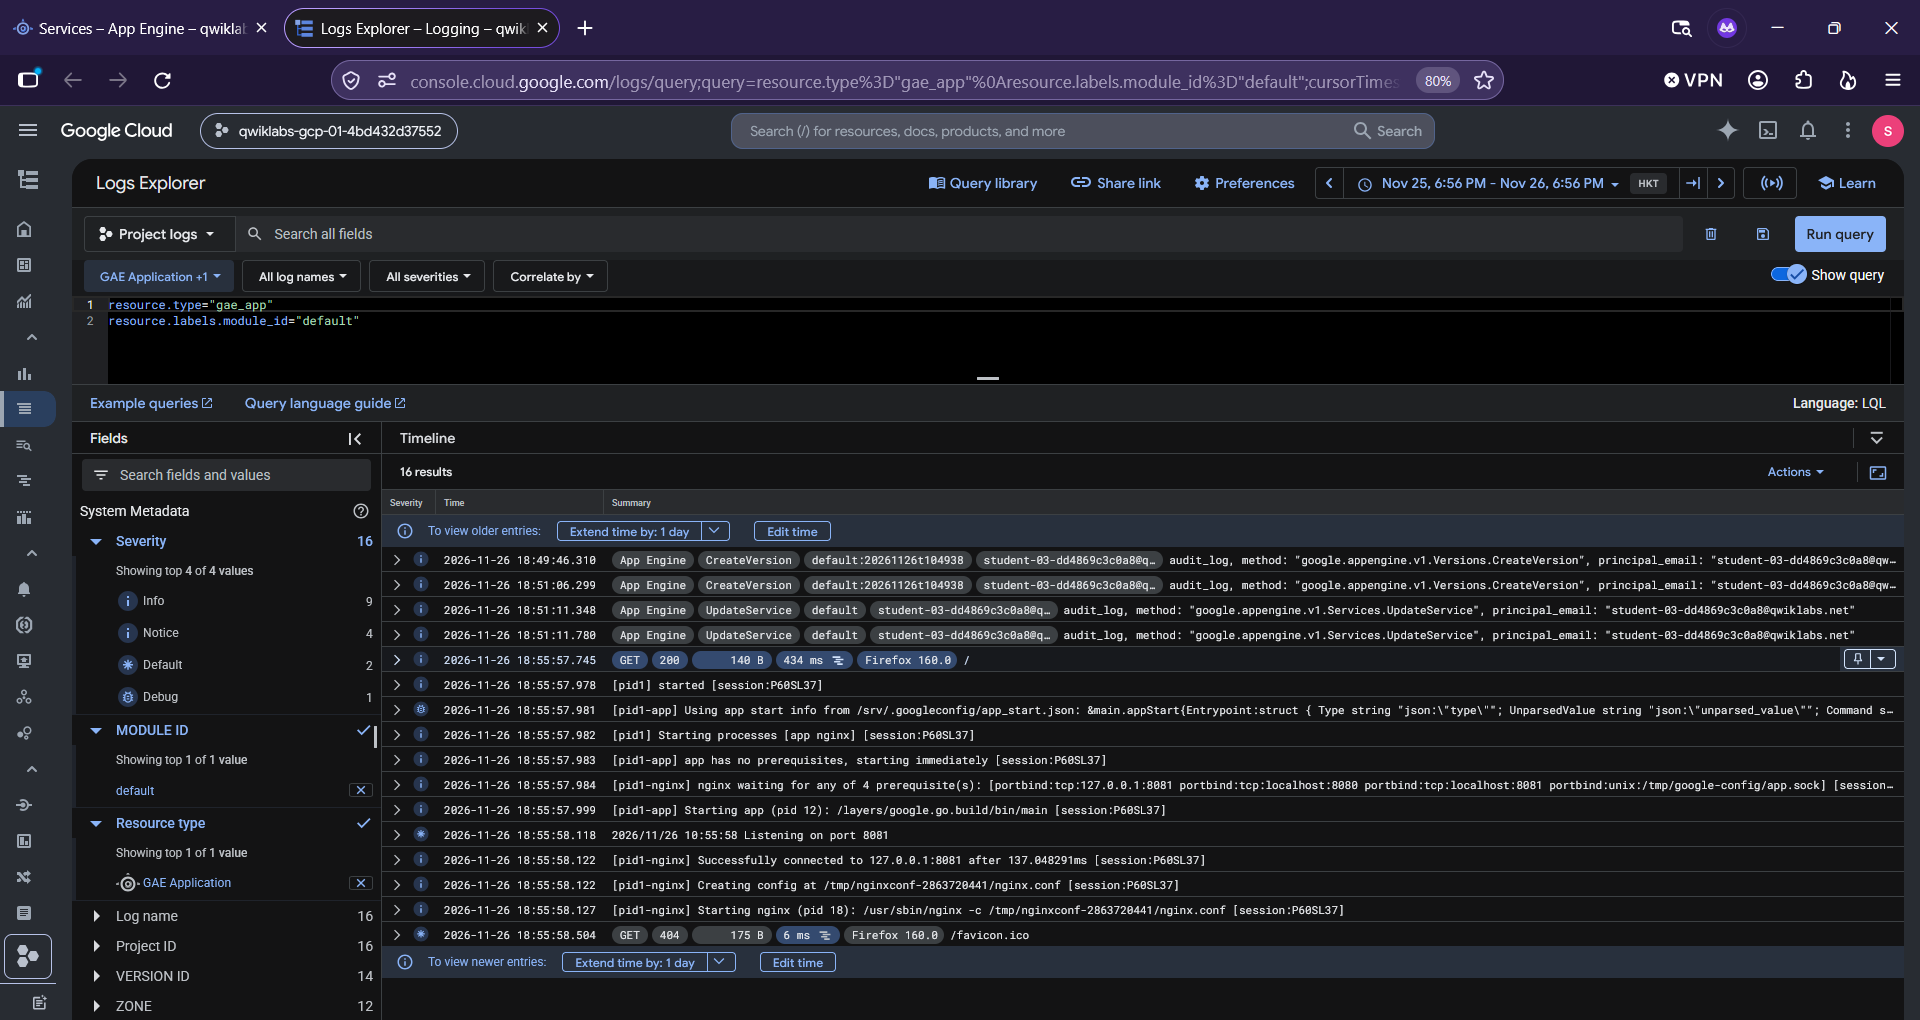 Services – App Engine – qwikla
Logs Explorer – Logging – qwik
console.cloud.google.com/logs/query;query=resource.type%3D"gae_app"%0Aresource.labels.module_id%3D"default";cursorTimes
80%
VPN
Google Cloud
qwiklabs-gcp-01-4bd432d37552
Search (/) for resources, docs, products, and more
Search
S
Logs Explorer
Query library
Share link
Preferences
Nov 25, 6:56 PM - Nov 26, 6:56 PM
HKT
Learn
Project logs
Search all fields
Run query
GAE Application +1
All log names
All severities
Correlate by
Show query
1 resource.type="gae_app"
2 resource.labels.module_id="default"
Example queries
Query language guide
Language: LQL
Fields
Search fields and values
System Metadata
Severity 16
Showing top 4 of 4 values
Info 9
Notice 4
Default 2
Debug 1
MODULE ID
Showing top 1 of 1 value
default
Resource type
Showing top 1 of 1 value
GAE Application
Log name 16
Project ID 16
VERSION ID 14
ZONE 12
Timeline
16 results
Actions
Severity Time Summary
To view older entries: Extend time by: 1 day Edit time
2026-11-26 18:49:46.310 App Engine CreateVersion default:20261126t104938 student-03-dd4869c3c0a8@q… audit_log, method: "google.appengine.v1.Versions.CreateVersion", principal_email: "student-03-dd4869c3c0a8@qw…
2026-11-26 18:51:06.299 App Engine CreateVersion default:20261126t104938 student-03-dd4869c3c0a8@q… audit_log, method: "google.appengine.v1.Versions.CreateVersion", principal_email: "student-03-dd4869c3c0a8@qw…
2026-11-26 18:51:11.348 App Engine UpdateService default student-03-dd4869c3c0a8@q… audit_log, method: "google.appengine.v1.Services.UpdateService", principal_email: "student-03-dd4869c3c0a8@qwiklabs.net"
2026-11-26 18:51:11.780 App Engine UpdateService default student-03-dd4869c3c0a8@q… audit_log, method: "google.appengine.v1.Services.UpdateService", principal_email: "student-03-dd4869c3c0a8@qwiklabs.net"
2026-11-26 18:55:57.745 GET 200 140 B 434 ms Firefox 160.0 /
2026-11-26 18:55:57.978 [pid1] started [session:P60SL37]
2026-11-26 18:55:57.981 [pid1-app] Using app start info from /srv/.googleconfig/app_start.json: &main.appStart{Entrypoint:struct { Type string "json:\"type\""; UnparsedValue string "json:\"unparsed_value\""; Command s…
2026-11-26 18:55:57.982 [pid1] Starting processes [app nginx] [session:P60SL37]
2026-11-26 18:55:57.983 [pid1-app] app has no prerequisites, starting immediately [session:P60SL37]
2026-11-26 18:55:57.984 [pid1-nginx] nginx waiting for any of 4 prerequisite(s): [portbind:tcp:127.0.0.1:8081 portbind:tcp:localhost:8080 portbind:tcp:localhost:8081 portbind:unix:/tmp/google-config/app.sock] [session…
2026-11-26 18:55:57.999 [pid1-app] Starting app (pid 12): /layers/google.go.build/bin/main [session:P60SL37]
2026-11-26 18:55:58.118 2026/11/26 10:55:58 Listening on port 8081
2026-11-26 18:55:58.122 [pid1-nginx] Successfully connected to 127.0.0.1:8081 after 137.048291ms [session:P60SL37]
2026-11-26 18:55:58.122 [pid1-nginx] Creating config at /tmp/nginxconf-2863720441/nginx.conf [session:P60SL37]
2026-11-26 18:55:58.127 [pid1-nginx] Starting nginx (pid 18): /usr/sbin/nginx -c /tmp/nginxconf-2863720441/nginx.conf [session:P60SL37]
2026-11-26 18:55:58.504 GET 404 175 B 6 ms Firefox 160.0 /favicon.ico
To view newer entries: Extend time by: 1 day Edit time